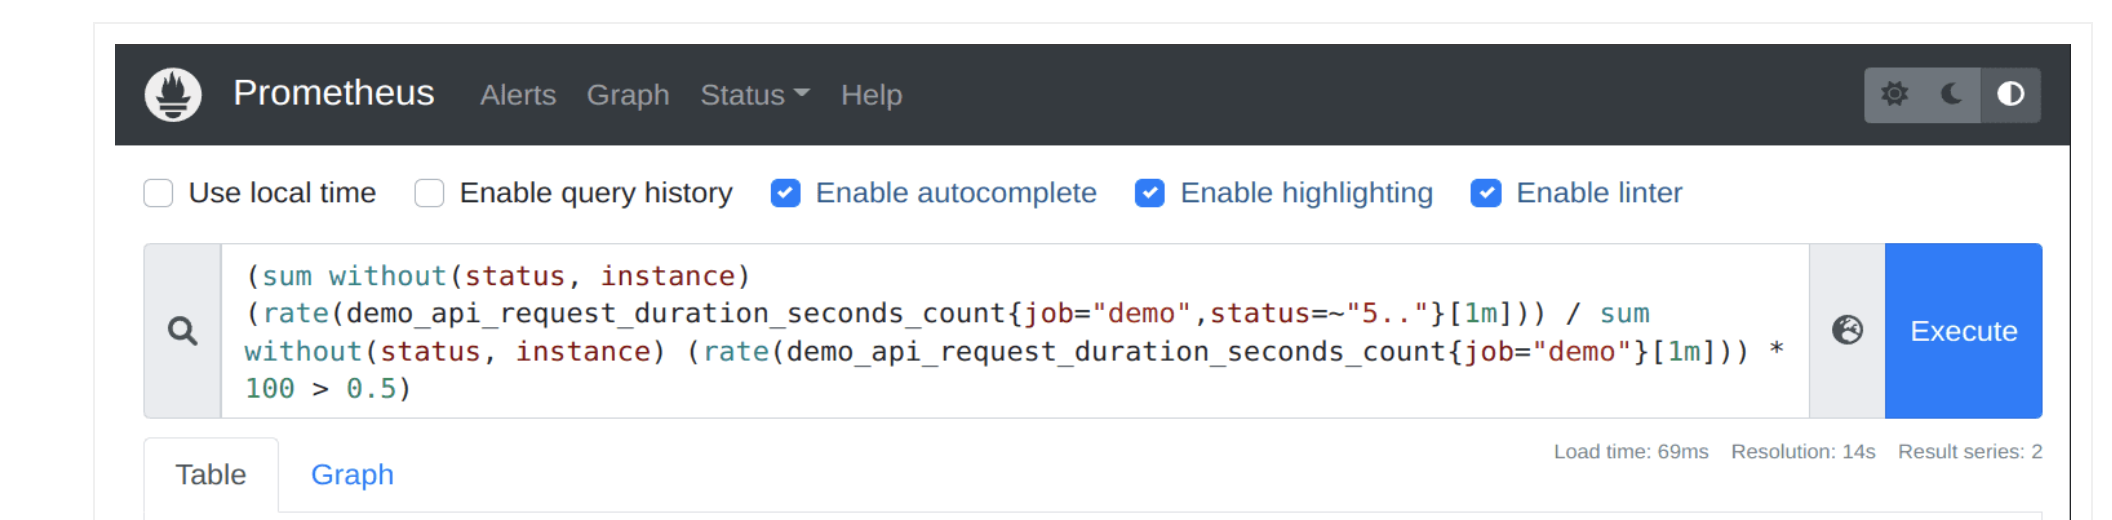 Prometheus Alerts Graph Status Help
Use local time Enable query history Enable autocomplete Enable highlighting Enable linter
(sum without(status, instance)
(rate(demo_api_request_duration_seconds_count{job="demo",status=~"5.."}[1m])) / sum
without(status, instance) (rate(demo_api_request_duration_seconds_count{job="demo"}[1m])) *
100 > 0.5)
Execute
Load time: 69ms Resolution: 14s Result series: 2
Table Graph